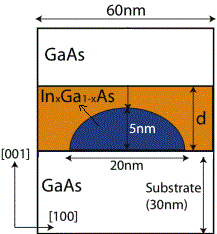 60nm
GaAs
InxGa1-xAs
5nm
d
20nm
[001]
GaAs
Substrate
(30nm)
[100]